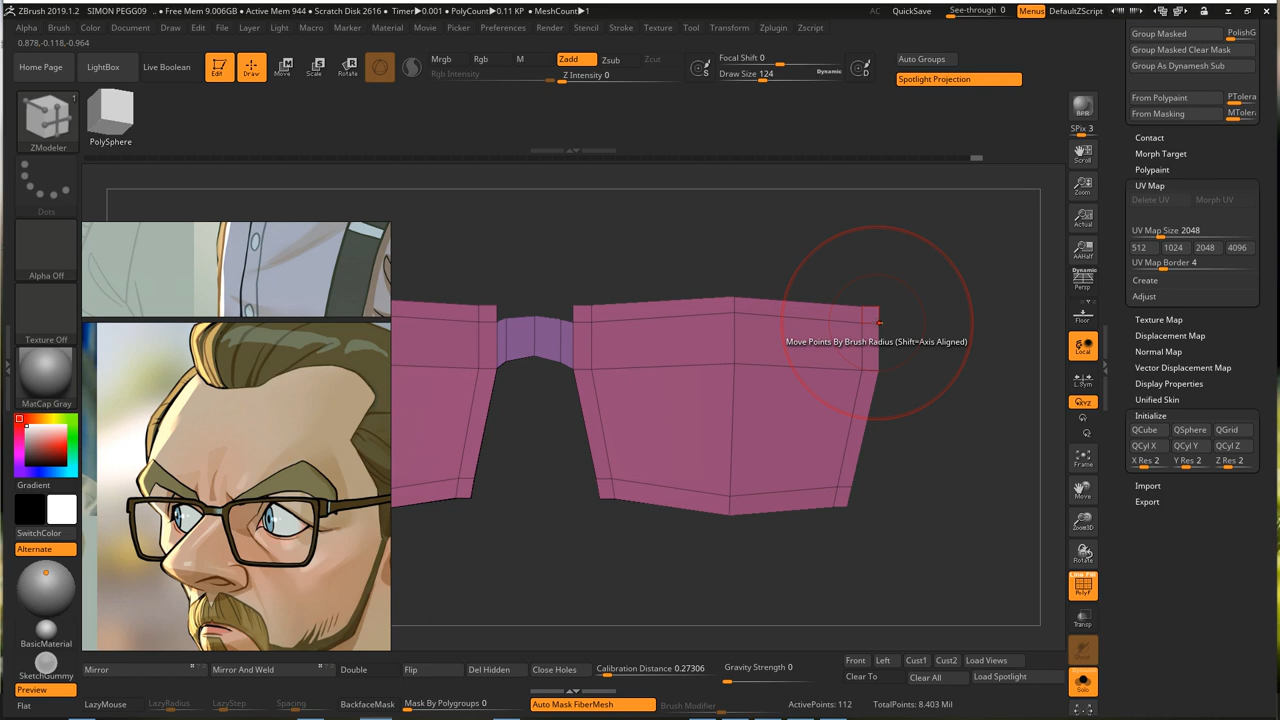 ZBrush 2019.1.2 SIMON PEGG09 .. • Free Mem 9.006GB • Active Mem 944 • Scratch Disk 2616 • Timer▶0.001 • PolyCount▶0.11 KP • MeshCount▶1 AC QuickSave See-through 0 Menus DefaultZScript
Alpha Brush Color Document Draw Edit File Layer Light Macro Marker Material Movie Picker Preferences Render Stencil Stroke Texture Tool Transform Zplugin Zscript
0.878,-0.118,-0.964
Home Page LightBox Live Boolean Edit Draw Move Scale Rotate
Mrgb Rgb M Zadd Zsub Zcut
Rgb Intensity Z Intensity 0
S Focal Shift 0
Draw Size 124 Dynamic D
Auto Groups
Spotlight Projection
1
ZModeler
PolySphere
Dots
Alpha Off
Texture Off
MatCap Gray
Gradient
SwitchColor
Alternate
BasicMaterial
SketchGummy
Preview
Flat
Move Points By Brush Radius (Shift=Axis Aligned)
BPR
SPix 3
Scroll
Zoom
Actual
AAHalf
Dynamic
Persp
Floor
Local
L.Sym
XYZ
Frame
Move
Zoom3D
Rotate
Line Fill
PolyF
Transp
Solo
Group Masked PolishG
Group Masked Clear Mask
Group As Dynamesh Sub
From Polypaint PTolera
From Masking MTolera
Contact
Morph Target
Polypaint
UV Map
Delete UV Morph UV
UV Map Size 2048
512 1024 2048 4096
UV Map Border 4
Create
Adjust
Texture Map
Displacement Map
Normal Map
Vector Displacement Map
Display Properties
Unified Skin
Initialize
QCube QSphere QGrid
QCyl X QCyl Y QCyl Z
X Res 2 Y Res 2 Z Res 2
Import
Export
Mirror Mirror And Weld Double Flip Del Hidden Close Holes Calibration Distance 0.27306 Gravity Strength 0
Front Left Cust1 Cust2 Load Views
Clear To Clear All Load Spotlight
LazyMouse LazyRadius LazyStep Spacing BackfaceMask Mask By Polygroups 0 Auto Mask FiberMesh Brush Modifier ActivePoints: 112 TotalPoints: 8.403 Mil